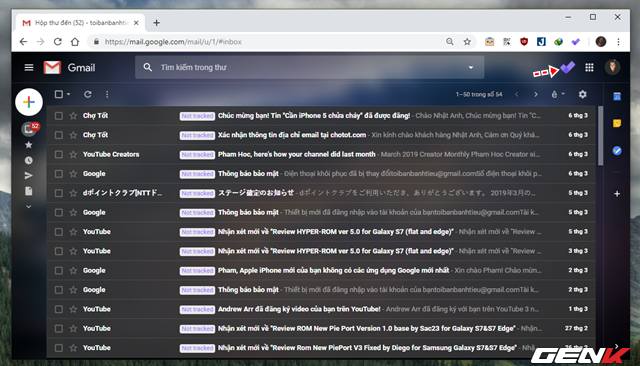 Hộp thư đến (52) - toibanbanhtie
https://mail.google.com/mail/u/1/#inbox
Gmail Tìm kiếm trong thư
1–50 trong số 54
52
Chợ Tốt Not tracked Chúc mừng bạn! Tin "Cần iPhone 5 chửa cháy" đã được đăng! - Chào Nhật Anh, Chúc mừng bạn! Tin 6 thg 3
Chợ Tốt Not tracked Xác nhận thông tin địa chỉ email tại chotot.com - Xin kính chào khách hàng Nhật Anh, Cảm ơn Quý khá 6 thg 3
YouTube Creators Not tracked Pham Hoc, here's how your channel did last month - March 2019 Creator Monthly Pham Hoc Creator si 6 thg 3
Google Not tracked Thông báo bảo mật - Điện thoại khôi phục đã bị thay đổitoibanbanhtieu@gmail.comSố điện thoại khôi p 6 thg 3
dポイントクラブ[NTTド.. Not tracked ステージ確定のお知らせ - dポイントクラブをご利用いただき、ありがとうございます。 2019年3月の 5 thg 3
Google Not tracked Thông báo bảo mật - Thiết bị mới đã đăng nhập vào tài khoản của bạntoibanbanhtieu@gmail.comTài k 5 thg 3
YouTube Not tracked Nhận xét mới về "Review HYPER-ROM ver 5.0 for Galaxy S7 (flat and edge)" - Nhận xét mới về video 5 thg 3
YouTube Not tracked Nhận xét mới về "Review HYPER-ROM ver 5.0 for Galaxy S7 (flat and edge)" - Nhận xét mới về video 3 thg 3
Google Not tracked Phạm, Apple iPhone mới của bạn không có các ứng dụng Google mới nhất - Xin chào Phạm! Chào mừng 2 thg 3
Google Not tracked Thông báo bảo mật - Thiết bị mới đã đăng nhập vào tài khoản của bạntoibanbanhtieu@gmail.comTài k 2 thg 3
YouTube Not tracked Andrew Arr đã đăng ký video của bạn trên YouTube! - Andrew Arr đã đăng ký với bạn trên YouTube 3 n 1 thg 3
YouTube Not tracked Nhận xét mới về "Review ROM New Pie Port Version 1.0 base by Sac23 for Galaxy S7&S7 Edge" - Nhận 27 thg 2
YouTube Not tracked Nhận xét mới về "Review Rom New PiePort V3 Fixed by Diego for Samsung Galaxy S7&S7 Edge" - Nhận
GENK